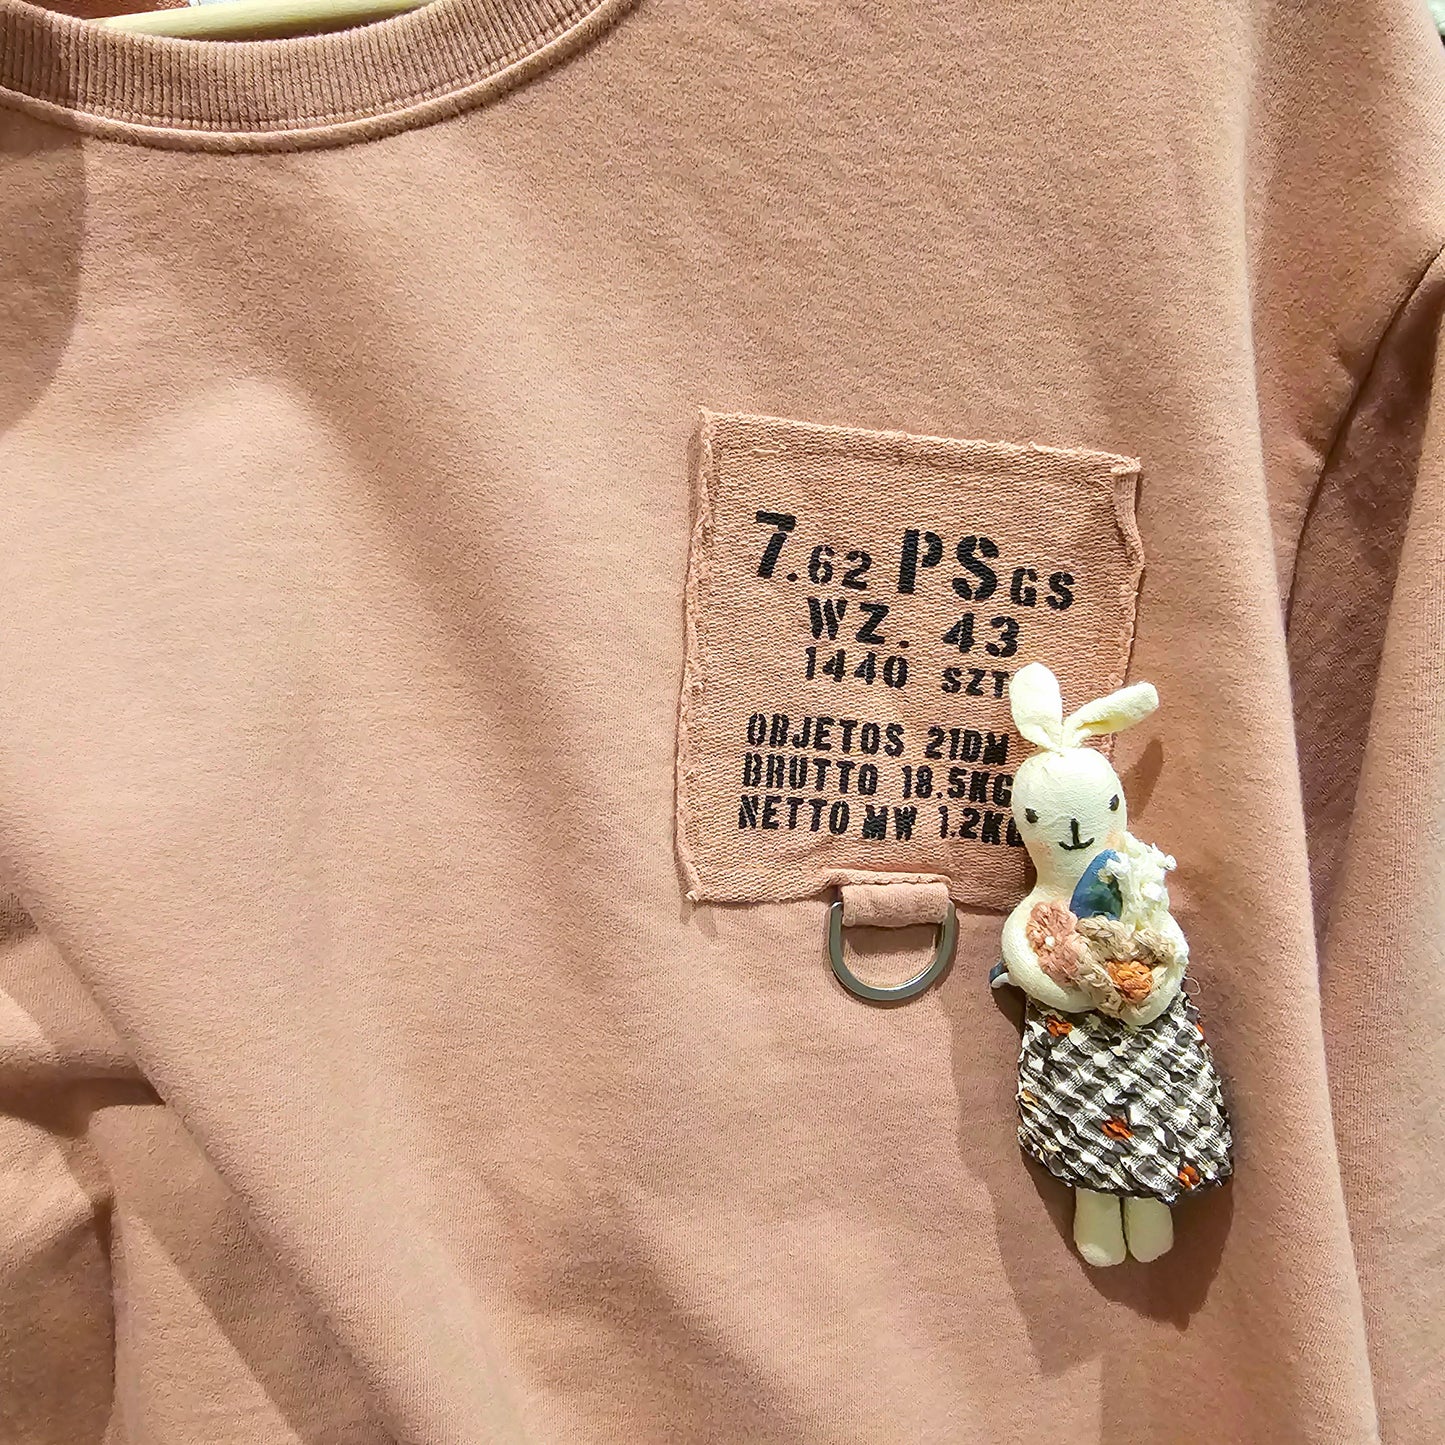 7.62 PSGS
WZ. 43
1440 SZT
OBJETOS 21DM
BRUTTO 18.5KG
NETTO MW 1.2KG